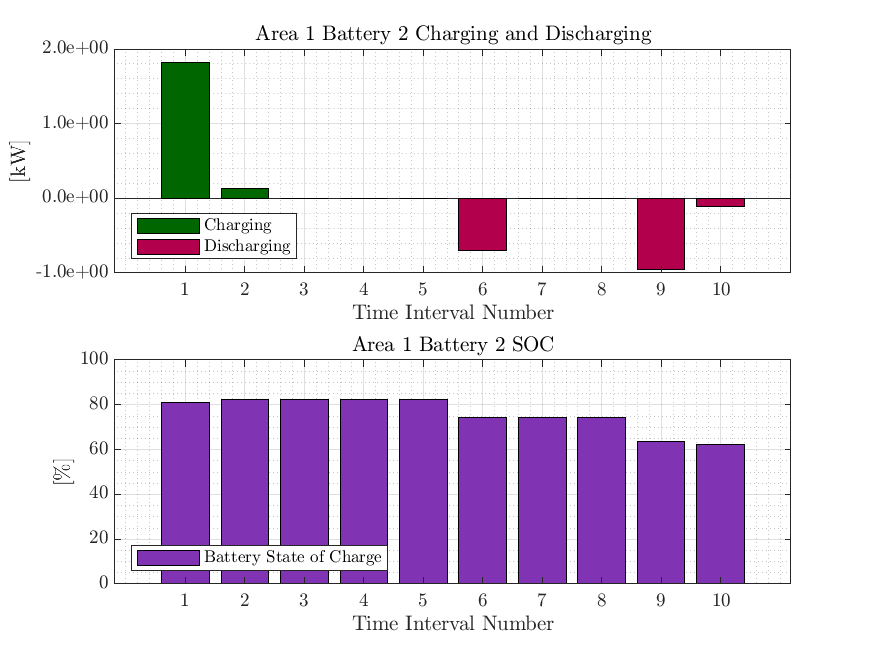 Area 1 Battery 2 Charging and Discharging
2.0e+00
1.0e+00
0.0e+00
-1.0e+00
[kW]
Charging
Discharging
1 2 3 4 5 6 7 8 9 10
Time Interval Number
Area 1 Battery 2 SOC
100
80
60
40
20
0
[%]
Battery State of Charge
1 2 3 4 5 6 7 8 9 10
Time Interval Number